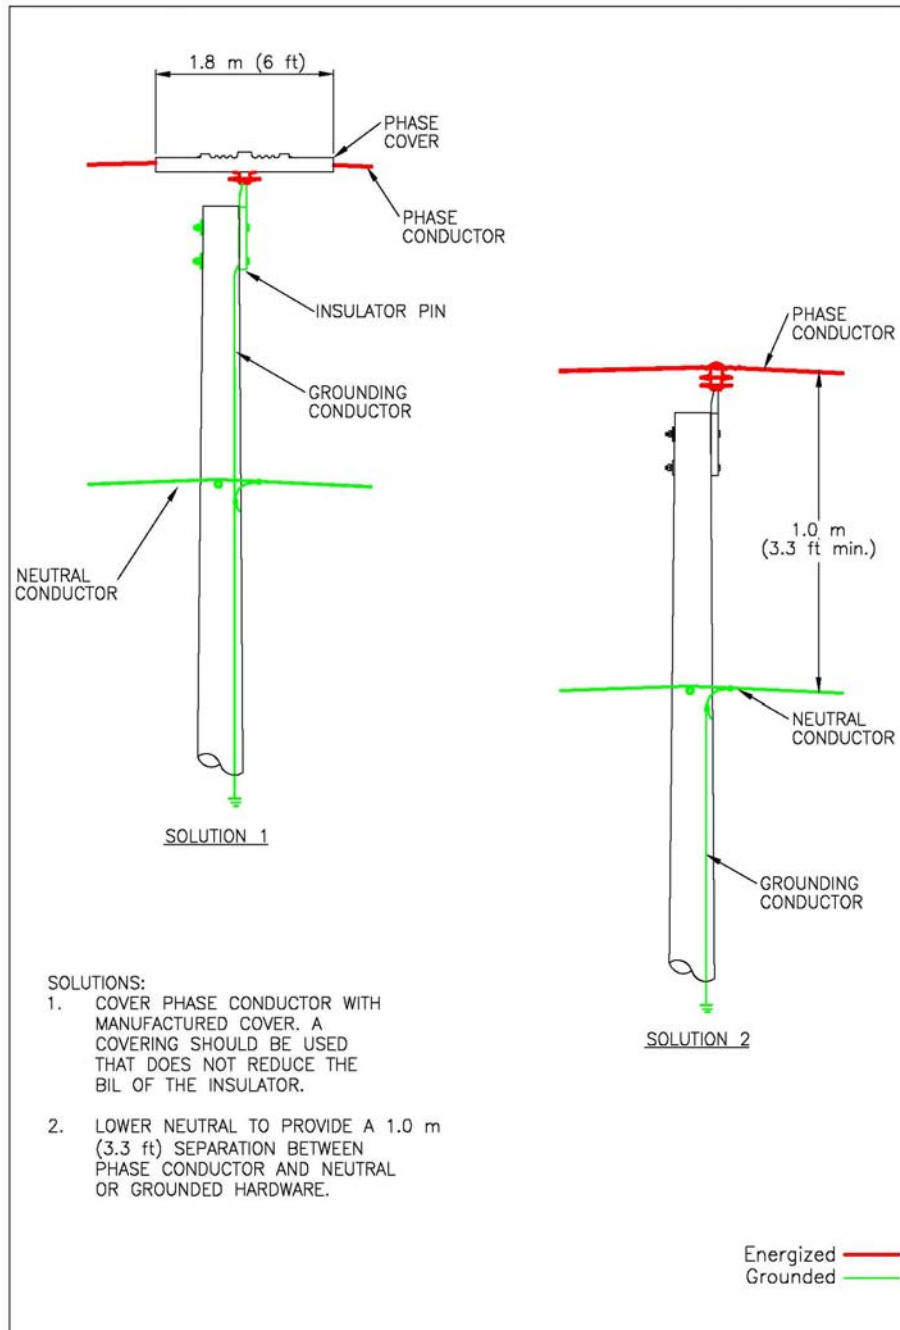 1.8 m (6 ft)
PHASE
COVER
PHASE
CONDUCTOR
INSULATOR PIN
GROUNDING
CONDUCTOR
NEUTRAL
CONDUCTOR
SOLUTION 1
PHASE
CONDUCTOR
1.0 m
(3.3 ft min.)
NEUTRAL
CONDUCTOR
GROUNDING
CONDUCTOR
SOLUTION 2
SOLUTIONS:
1. COVER PHASE CONDUCTOR WITH
MANUFACTURED COVER. A
COVERING SHOULD BE USED
THAT DOES NOT REDUCE THE
BIL OF THE INSULATOR.
2. LOWER NEUTRAL TO PROVIDE A 1.0 m
(3.3 ft) SEPARATION BETWEEN
PHASE CONDUCTOR AND NEUTRAL
OR GROUNDED HARDWARE.
Energized
Grounded